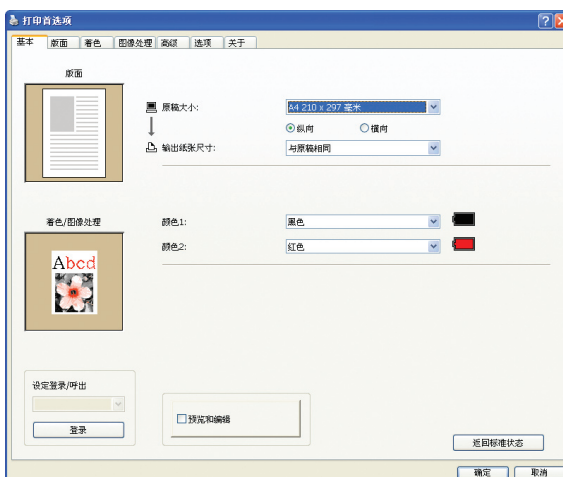 打印首选项
基本 版面 着色 图像处理 高级 选项 关于
版面
原稿大小: A4 210 x 297 毫米
纵向 横向
输出纸张尺寸: 与原稿相同
着色/图像处理
颜色1: 黑色
颜色2: 红色
Abcd
设定登录/呼出
登录
预览和编辑
返回标准状态
确定 取消